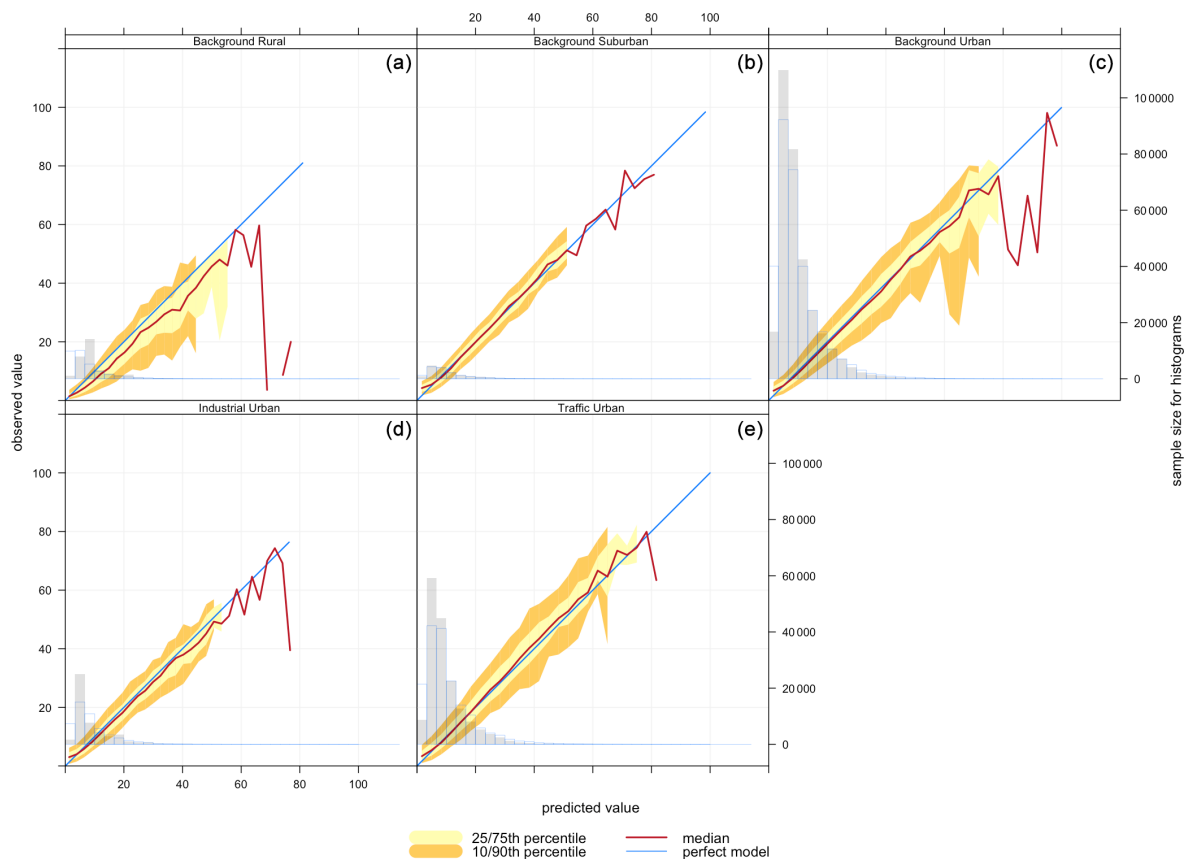 0 20 40 60 80 100
Background Rural
Background Suburban
Background Urban
(a)
(b)
(c)
100
80
60
40
20
100 000
80 000
60 000
40 000
20 000
0
Industrial Urban
Traffic Urban
(d)
(e)
100
80
60
40
20
100 000
80 000
60 000
40 000
20 000
0
20 40 60 80 100
observed value
sample size for histograms
predicted value
25/75th percentile
median
10/90th percentile
perfect model